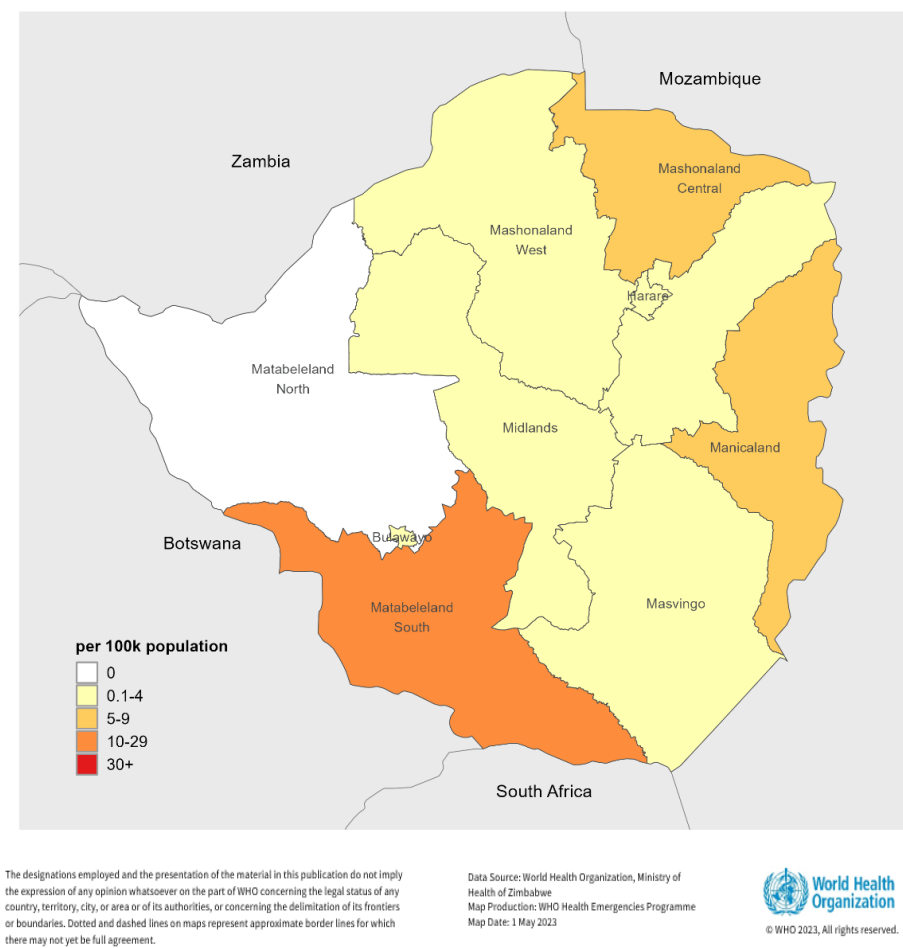 Mozambique
Zambia
Mashonaland
Central
Mashonaland
West
Harare
Matabeleland
North
Midlands
Manicaland
Bulawayo
Botswana
Masvingo
Matabeleland
South
per 100k population
0
0.1-4
5-9
10-29
30+
South Africa
The designations employed and the presentation of the material in this publication do not imply
the expression of any opinion whatsoever on the part of WHO concerning the legal status of any
country, territory, city, or area or of its authorities, or concerning the delimitation of its frontiers
or boundaries. Dotted and dashed lines on maps represent approximate border lines for which
there may not yet be full agreement.
Data Source: World Health Organization, Ministry of
Health of Zimbabwe
Map Production: WHO Health Emergencies Programme
Map Date: 1 May 2023
World Health
Organization
© WHO 2023, All rights reserved.